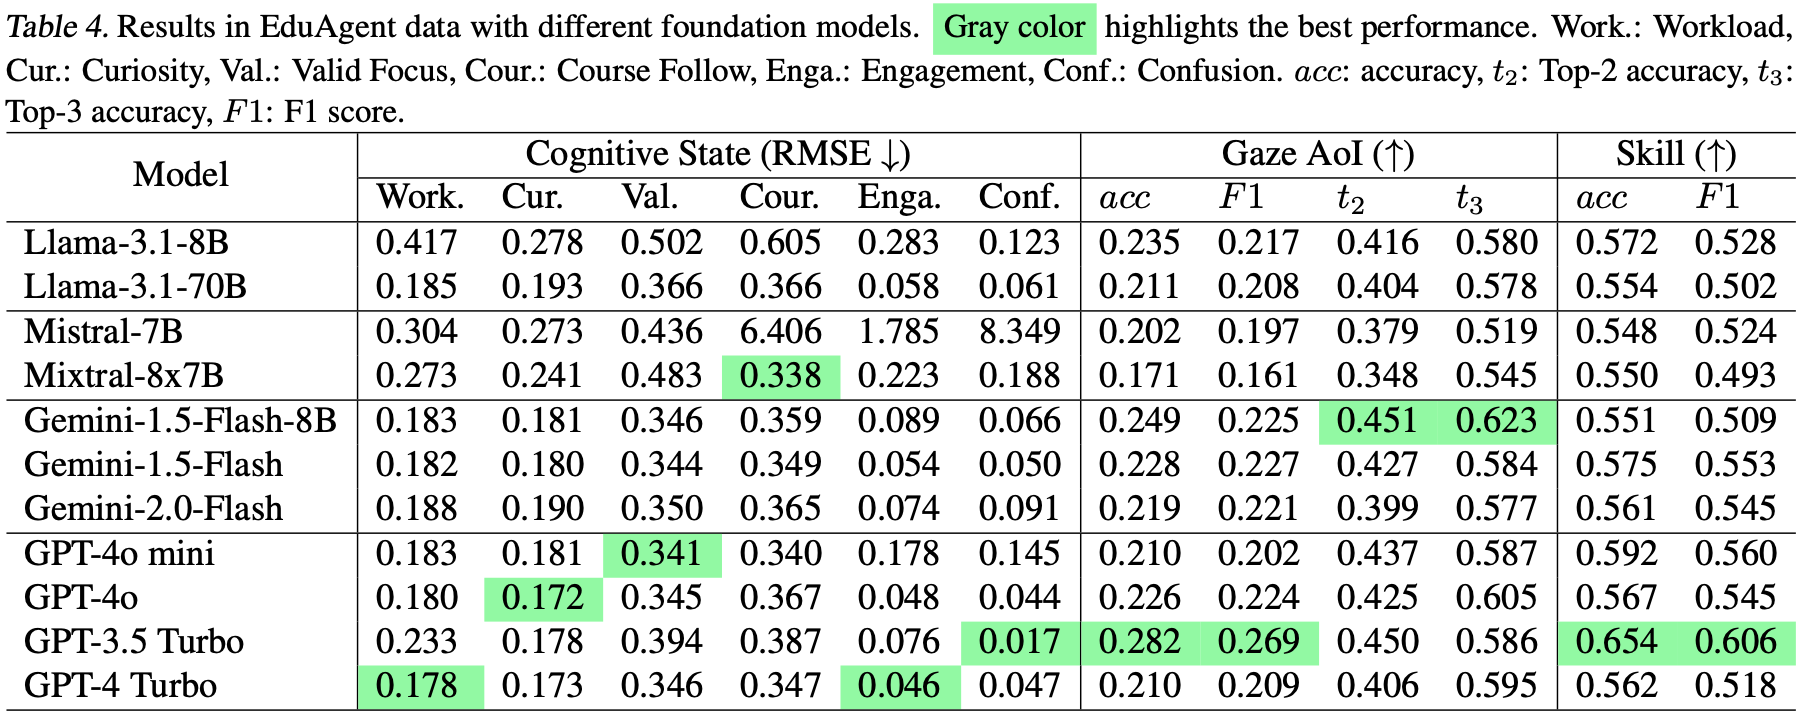 Table 4. Results in EduAgent data with different foundation models. Gray color highlights the best performance. Work.: Workload,
Cur.: Curiosity, Val.: Valid Focus, Cour.: Course Follow, Enga.: Engagement, Conf.: Confusion. acc: accuracy, t2: Top-2 accuracy, t3:
Top-3 accuracy, F1: F1 score.
Model Cognitive State (RMSE ↓) Gaze AoI (↑) Skill (↑)
Work. Cur. Val. Cour. Enga. Conf. acc F1 t2 t3 acc F1
Llama-3.1-8B 0.417 0.278 0.502 0.605 0.283 0.123 0.235 0.217 0.416 0.580 0.572 0.528
Llama-3.1-70B 0.185 0.193 0.366 0.366 0.058 0.061 0.211 0.208 0.404 0.578 0.554 0.502
Mistral-7B 0.304 0.273 0.436 6.406 1.785 8.349 0.202 0.197 0.379 0.519 0.548 0.524
Mixtral-8x7B 0.273 0.241 0.483 0.338 0.223 0.188 0.171 0.161 0.348 0.545 0.550 0.493
Gemini-1.5-Flash-8B 0.183 0.181 0.346 0.359 0.089 0.066 0.249 0.225 0.451 0.623 0.551 0.509
Gemini-1.5-Flash 0.182 0.180 0.344 0.349 0.054 0.050 0.228 0.227 0.427 0.584 0.575 0.553
Gemini-2.0-Flash 0.188 0.190 0.350 0.365 0.074 0.091 0.219 0.221 0.399 0.577 0.561 0.545
GPT-4o mini 0.183 0.181 0.341 0.340 0.178 0.145 0.210 0.202 0.437 0.587 0.592 0.560
GPT-4o 0.180 0.172 0.345 0.367 0.048 0.044 0.226 0.224 0.425 0.605 0.567 0.545
GPT-3.5 Turbo 0.233 0.178 0.394 0.387 0.076 0.017 0.282 0.269 0.450 0.586 0.654 0.606
GPT-4 Turbo 0.178 0.173 0.346 0.347 0.046 0.047 0.210 0.209 0.406 0.595 0.562 0.518